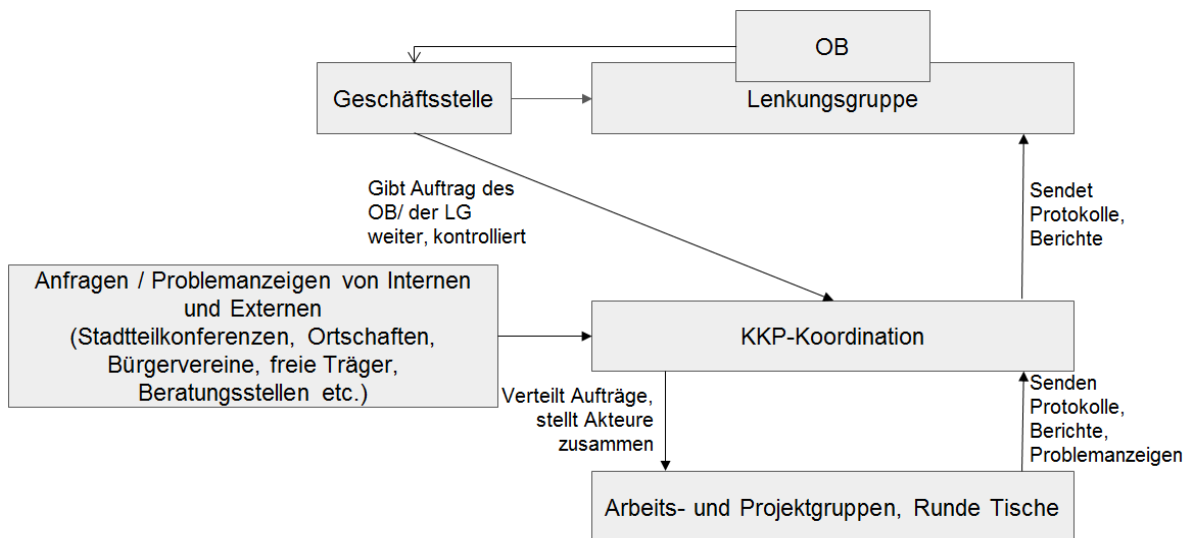 OB
Geschäftsstelle
Lenkungsgruppe
Gibt Auftrag des
OB/ der LG
weiter, kontrolliert
Sendet
Protokolle,
Berichte
Anfragen / Problemanzeigen von Internen
und Externen
(Stadtteilkonferenzen, Ortschaften,
Bürgervereine, freie Träger,
Beratungsstellen etc.)
KKP-Koordination
Verteilt Aufträge,
stellt Akteure
zusammen
Senden
Protokolle,
Berichte,
Problemanzeigen
Arbeits- und Projektgruppen, Runde Tische